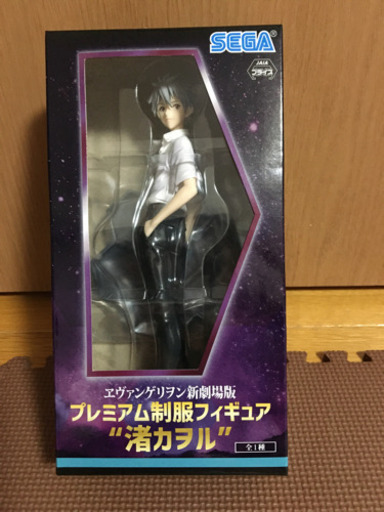 SEGA
JAIA
プライズ
ヱヴァンゲリヲン新劇場版
プレミアム制服フィギュア
“渚カヲル”
全1種